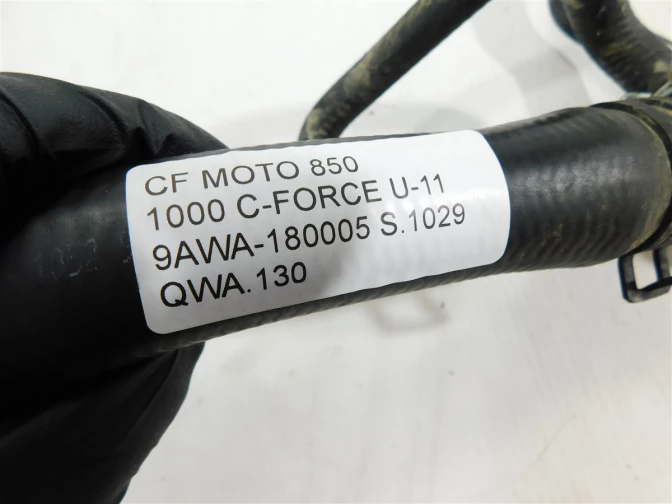 CF MOTO 850
1000 C-FORCE U-11
9AWA-180005 S.1029
QWA.130